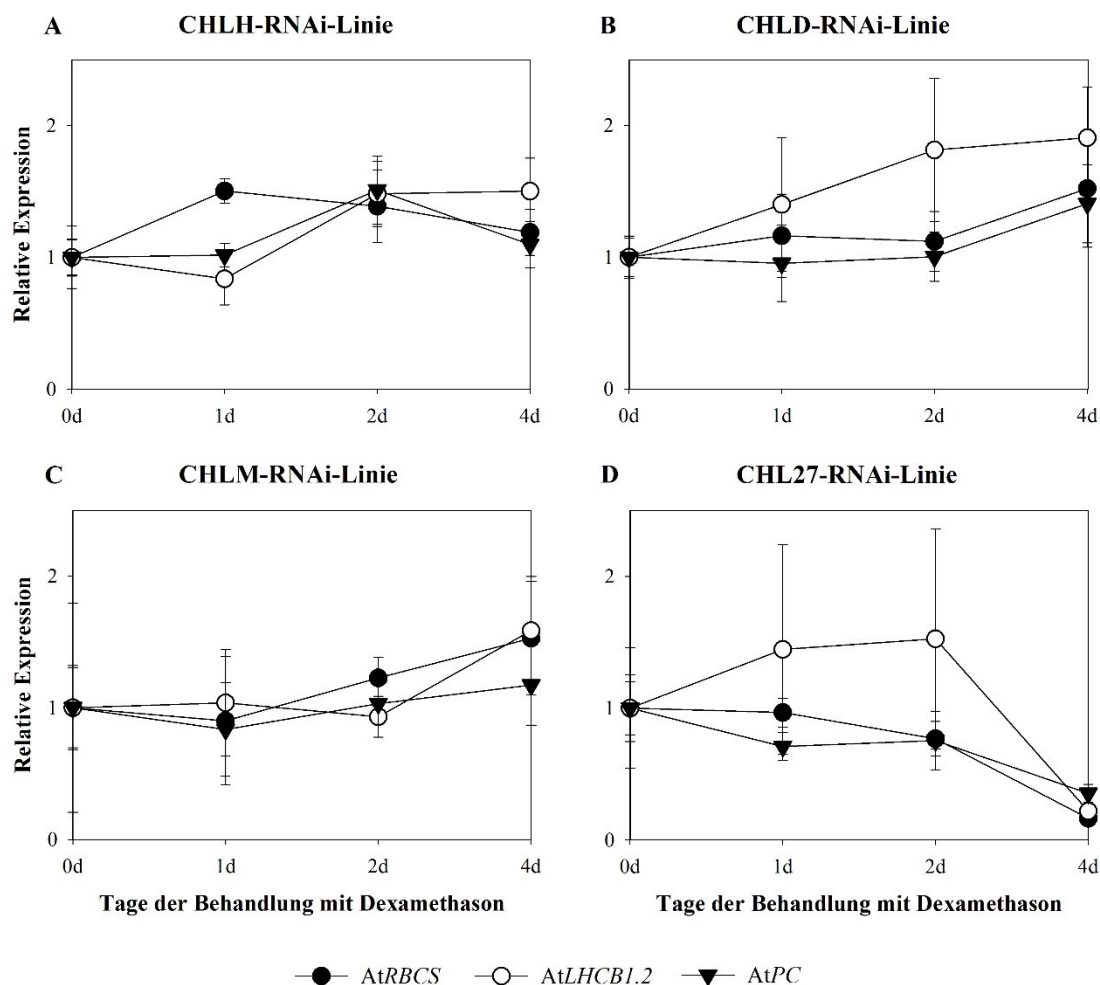 A CHLH-RNAi-Linie
B CHLD-RNAi-Linie
Relative Expression
2
1
0
0d 1d 2d 4d
2
1
0
0d 1d 2d 4d
C CHLM-RNAi-Linie
D CHL27-RNAi-Linie
Relative Expression
2
1
0
0d 1d 2d 4d
Tage der Behandlung mit Dexamethason
2
1
0
0d 1d 2d 4d
Tage der Behandlung mit Dexamethason
AtRBCS AtLHCB1.2 AtPC